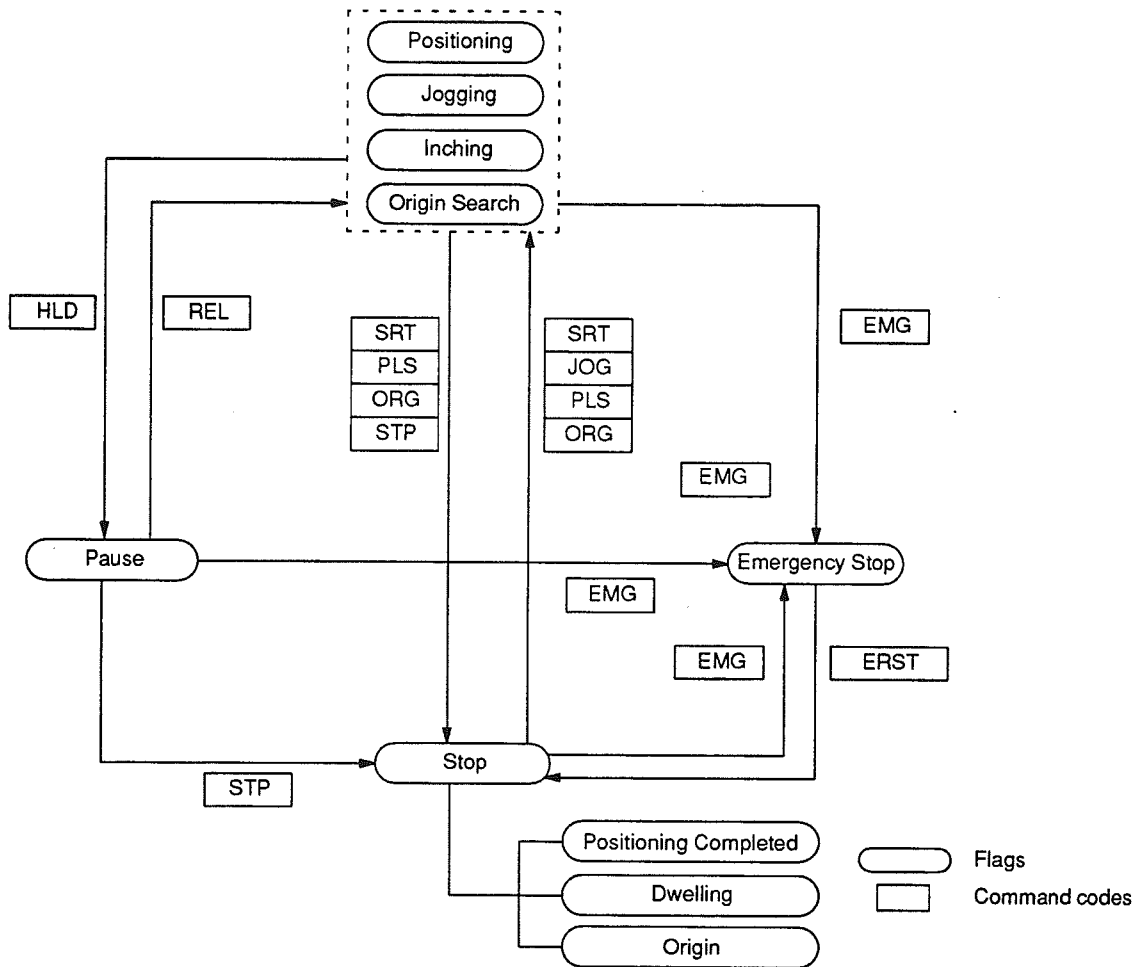 Positioning
Jogging
Inching
Origin Search
HLD
REL
SRT
PLS
ORG
STP
SRT
JOG
PLS
ORG
EMG
EMG
Pause
Emergency Stop
EMG
EMG
ERST
Stop
STP
Positioning Completed
Dwelling
Origin
Flags
Command codes